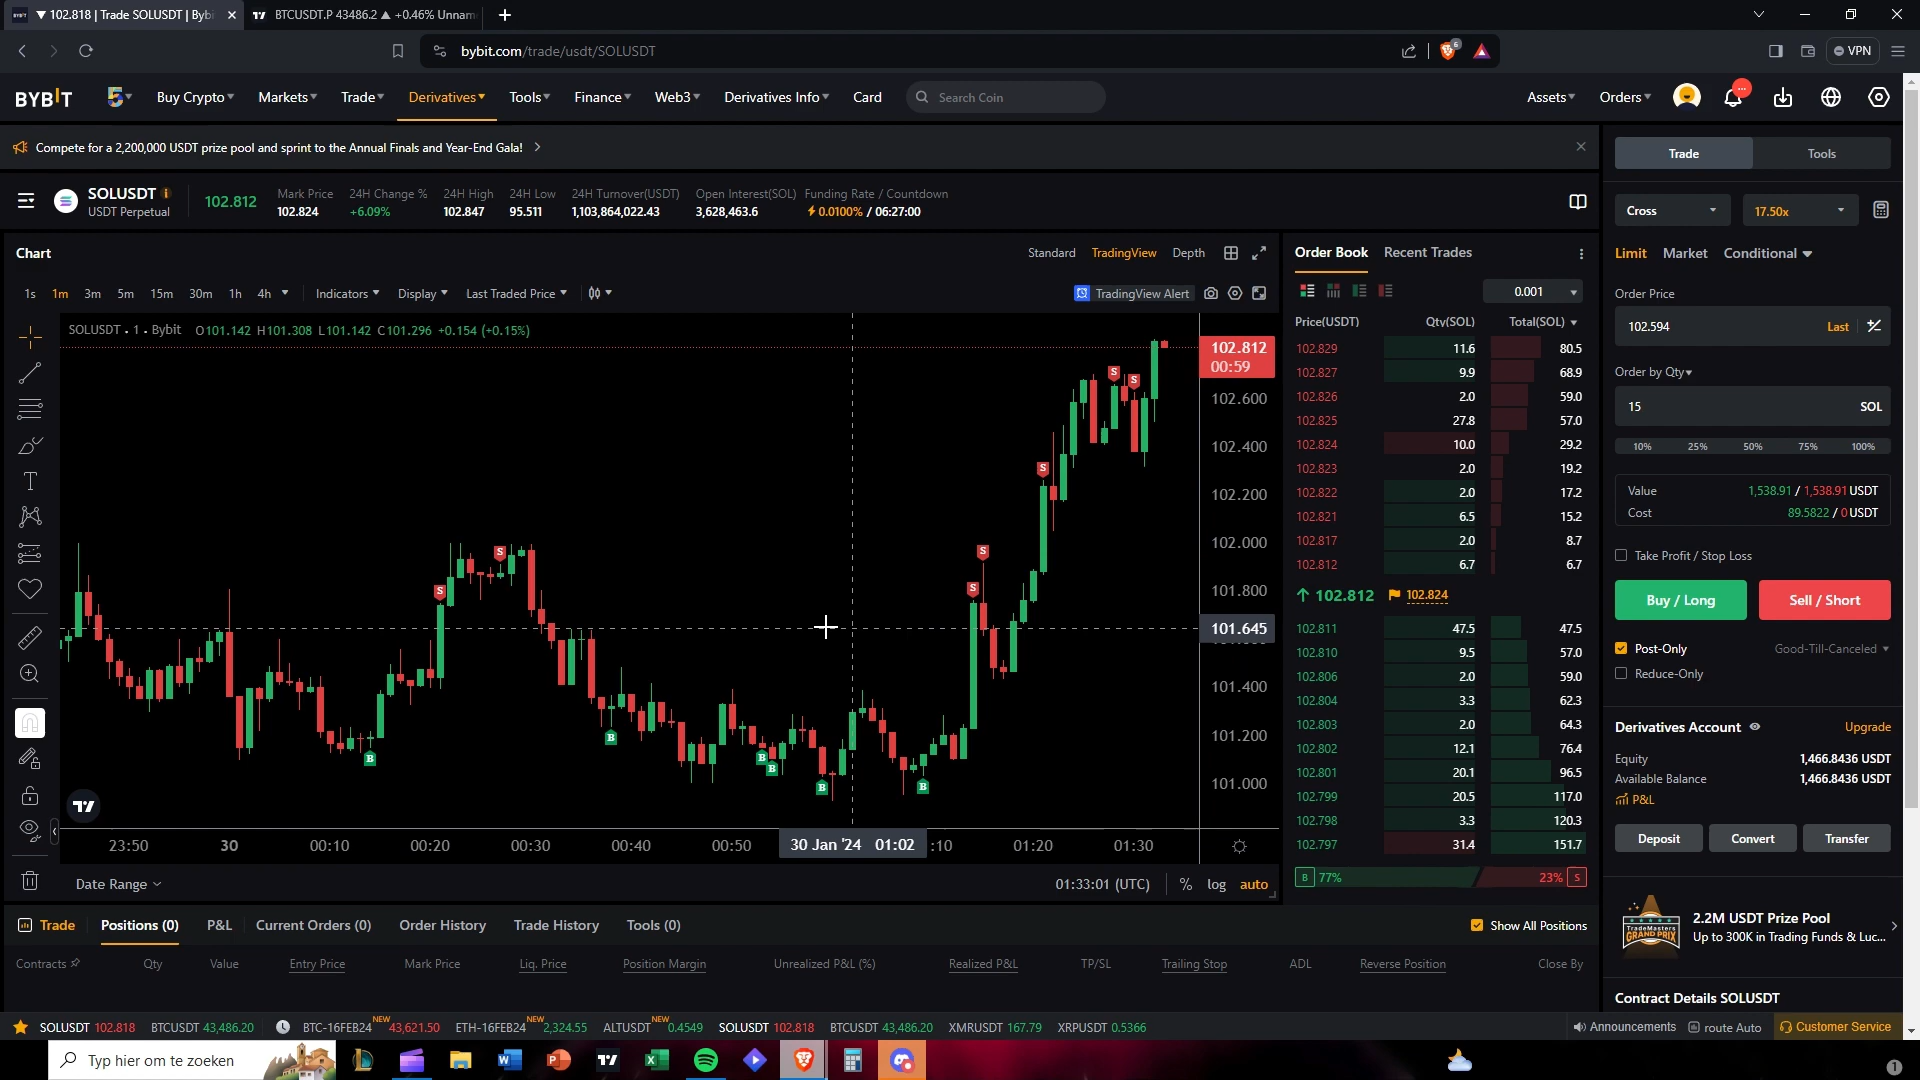 ▼ 102.818 | Trade SOLUSDT | Byb
BTCUSDT.P 43486.2 ▲ +0.46% Unnam
bybit.com/trade/usdt/SOLUSDT
6
VPN
BYBIT
Buy Crypto
Markets
Trade
Derivatives
Tools
Finance
Web3
Derivatives Info
Card
Search Coin
Assets
Orders
Compete for a 2,200,000 USDT prize pool and sprint to the Annual Finals and Year-End Gala!
Trade
Tools
SOLUSDT
USDT Perpetual
102.812
Mark Price
102.824
24H Change %
+6.09%
24H High
102.847
24H Low
95.511
24H Turnover(USDT)
1,103,864,022.43
Open Interest(SOL)
3,628,463.6
Funding Rate / Countdown
0.0100% / 06:27:00
Cross
17.50x
Chart
Standard
TradingView
Depth
1s
1m
3m
5m
15m
30m
1h
4h
Indicators
Display
Last Traded Price
TradingView Alert
SOLUSDT • 1 • Bybit O101.142 H101.308 L101.142 C101.296 +0.154 (+0.15%)
102.812
00:59
102.600
102.400
102.200
102.000
101.800
101.645
101.400
101.200
101.000
S
S
S
S
S
S
S
B
B
B
B
B
B
23:50
30
00:10
00:20
00:30
00:40
00:50
30 Jan '24 01:02
:10
01:20
01:30
Date Range
01:33:01 (UTC)
%
log
auto
Order Book
Recent Trades
0.001
Price(USDT) Qty(SOL) Total(SOL)
102.829 11.6 80.5
102.827 9.9 68.9
102.826 2.0 59.0
102.825 27.8 57.0
102.824 10.0 29.2
102.823 2.0 19.2
102.822 2.0 17.2
102.821 6.5 15.2
102.817 2.0 8.7
102.812 6.7 6.7
102.812 102.824
102.811 47.5 47.5
102.810 9.5 57.0
102.806 2.0 59.0
102.804 3.3 62.3
102.803 2.0 64.3
102.802 12.1 76.4
102.801 20.1 96.5
102.799 20.5 117.0
102.798 3.3 120.3
102.797 31.4 151.7
B 77% 23% S
Limit
Market
Conditional
Order Price
102.594
Last
Order by Qty
15
SOL
10%
25%
50%
75%
100%
Value 1,538.91 / 1,538.91 USDT
Cost 89.5822 / 0 USDT
Take Profit / Stop Loss
Buy / Long
Sell / Short
Post-Only
Good-Till-Canceled
Reduce-Only
Derivatives Account
Upgrade
Equity 1,466.8436 USDT
Available Balance 1,466.8436 USDT
P&L
Deposit
Convert
Transfer
TradeMasters
GRAND PRIX
2.2M USDT Prize Pool
Up to 300K in Trading Funds & Luc...
Contract Details SOLUSDT
Trade
Positions (0)
P&L
Current Orders (0)
Order History
Trade History
Tools (0)
Show All Positions
Contracts
Qty
Value
Entry Price
Mark Price
Liq. Price
Position Margin
Unrealized P&L (%)
Realized P&L
TP/SL
Trailing Stop
ADL
Reverse Position
Close By
SOLUSDT 102.818
BTCUSDT 43,486.20
BTC-16FEB24 NEW 43,621.50
ETH-16FEB24 NEW 2,324.55
ALTUSDT NEW 0.4549
SOLUSDT 102.818
BTCUSDT 43,486.20
XMRUSDT 167.79
XRPUSDT 0.5366
Announcements
route Auto
Customer Service
Typ hier om te zoeken
1